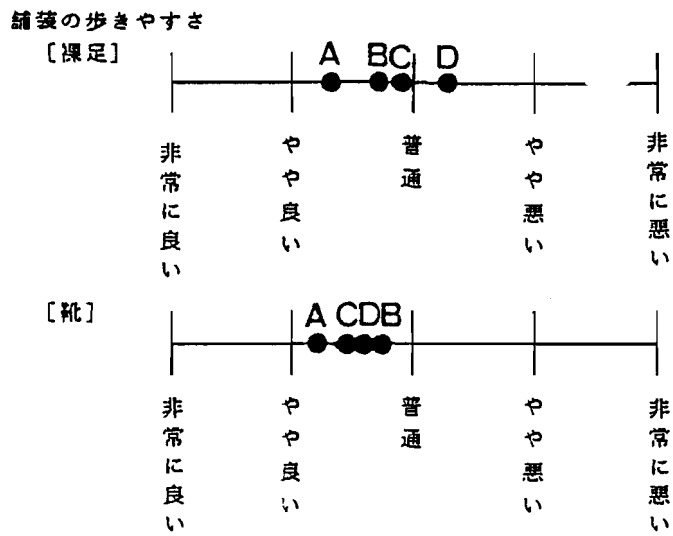 舗装の歩きやすさ
[裸足]
A B C D
非常に良い
やや良い
普通
やや悪い
非常に悪い
[靴]
A C D B
非常に良い
やや良い
普通
やや悪い
非常に悪い